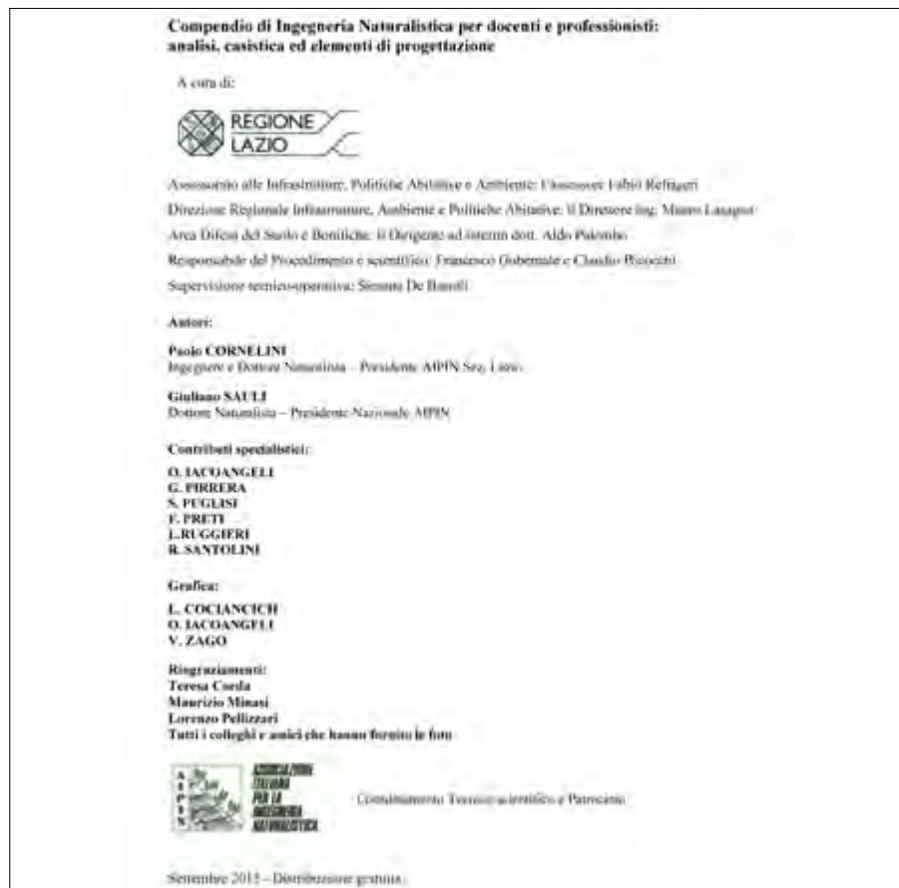 Compendio di Ingegneria Naturalistica per docenti e professionisti:
analisi, casistica ed elementi di progettazione
A cura di:
REGIONE
LAZIO
Assessorato alle Infrastrutture, Politiche Abitative e Ambiente: l'assessore Fabio Refrigeri
Direzione Regionale Infrastrutture, Ambiente e Politiche Abitative: il Direttore ing. Mauro Lasagna
Area Difesa del Suolo e Bonifiche: il Dirigente ad interim dott. Aldo Palombo
Responsabile del Procedimento e scientifico: Francesco Gubernale e Claudio
Supervisione tecnico-operativa: Simona De
Autori:
Paolo CORNELINI
Ingegnere e Dottore Naturalista – Presidente AIPIN Sez. Lazio
Giuliano SAULI
Dottore Naturalista – Presidente Nazionale AIPIN
Contributi specialistici:
O. IACOANGELI
G. PIRRERA
S. PUGLISI
F. PRETI
L.RUGGIERI
R. SANTOLINI
Grafica:
L. COCIANCICH
O. IACOANGELI
V. ZAGO
Ringraziamenti:
Teresa
Maurizio Minasi
Lorenzo Pellizzari
Tutti i colleghi e amici che hanno fornito le foto
AIPIN
ASSOCIAZIONE
ITALIANA
PER LA
INGEGNERIA
NATURALISTICA
Coordinamento Tecnico-scientifico e Patrocinio
Settembre 2015 – Distribuzione gratuita